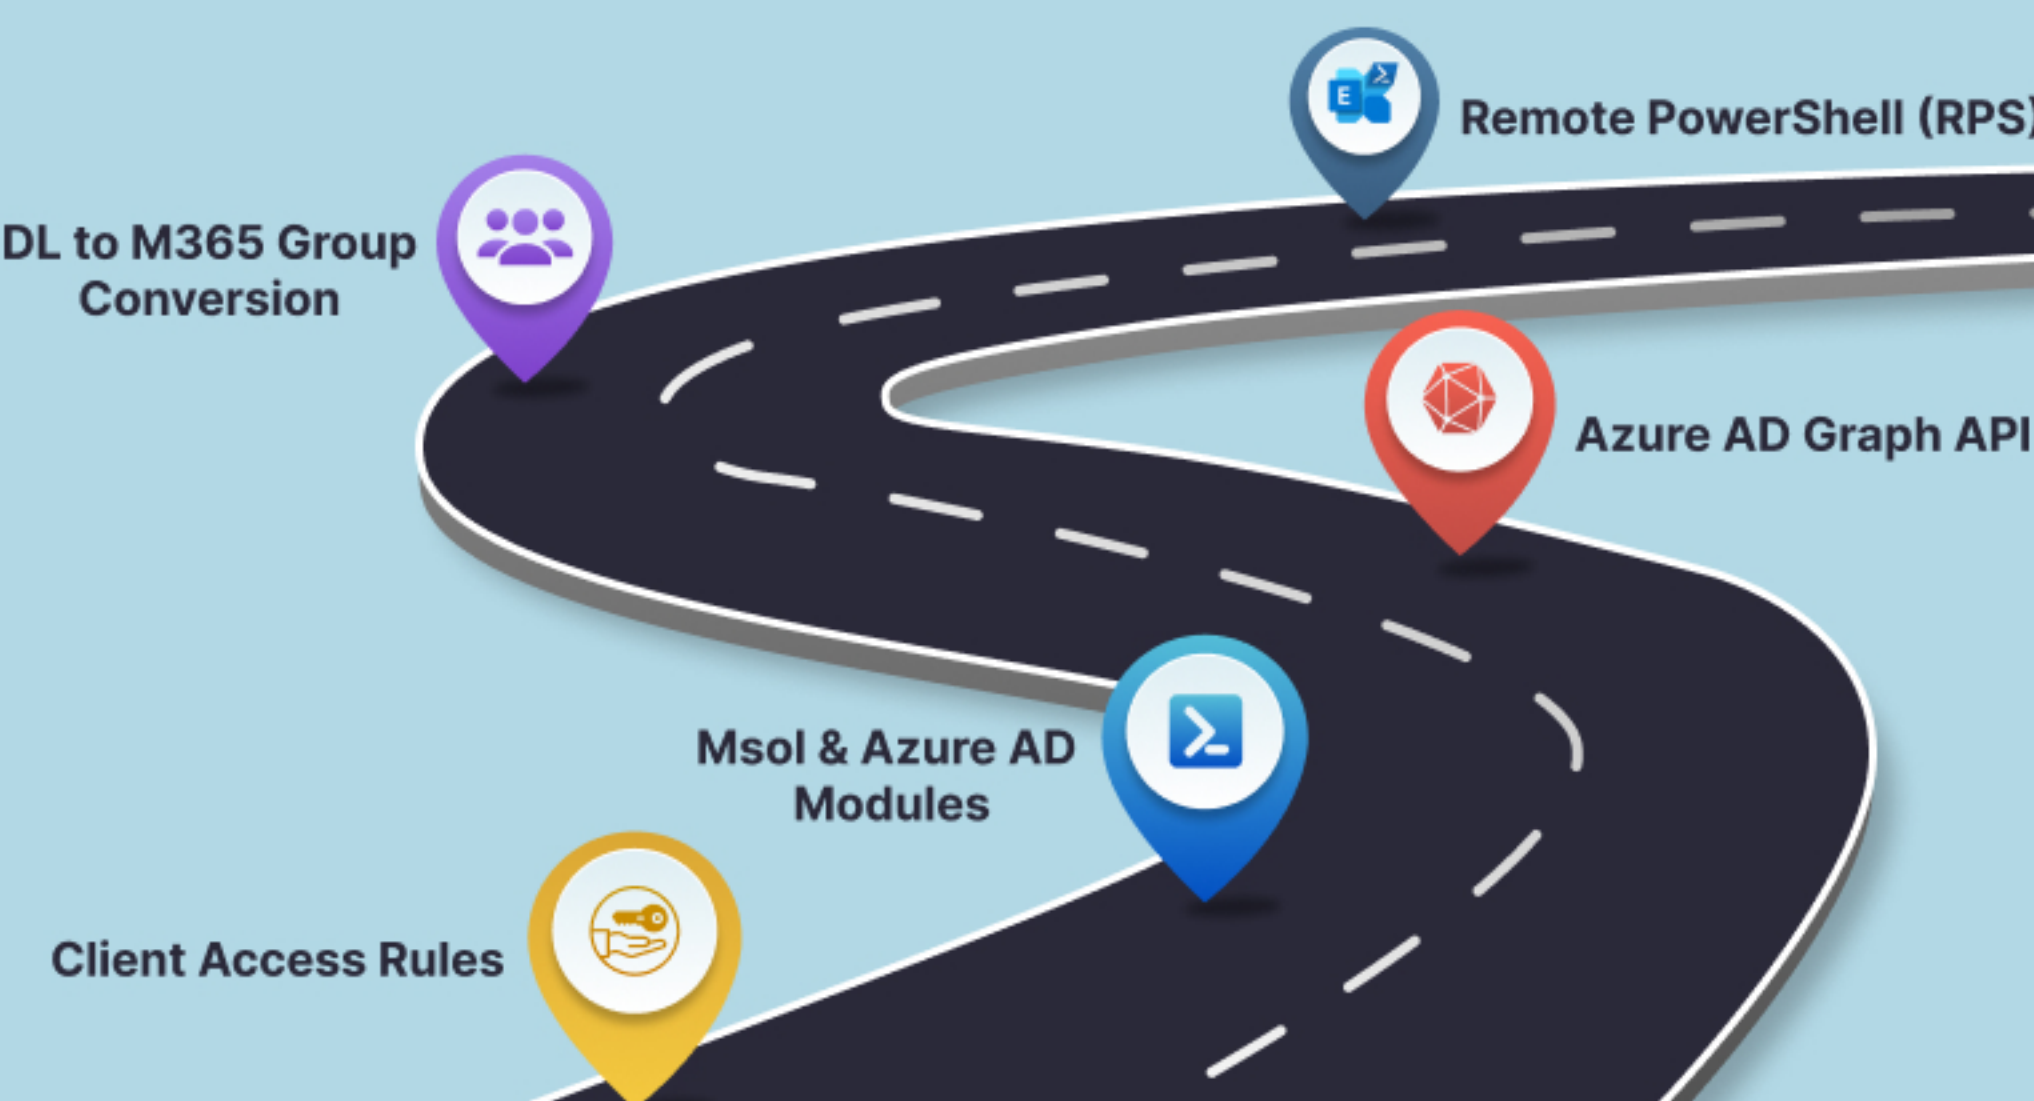 Remote PowerShell (RPS)
DL to M365 Group
Conversion
E
Azure AD Graph API
Msol & Azure AD
Modules
Client Access Rules